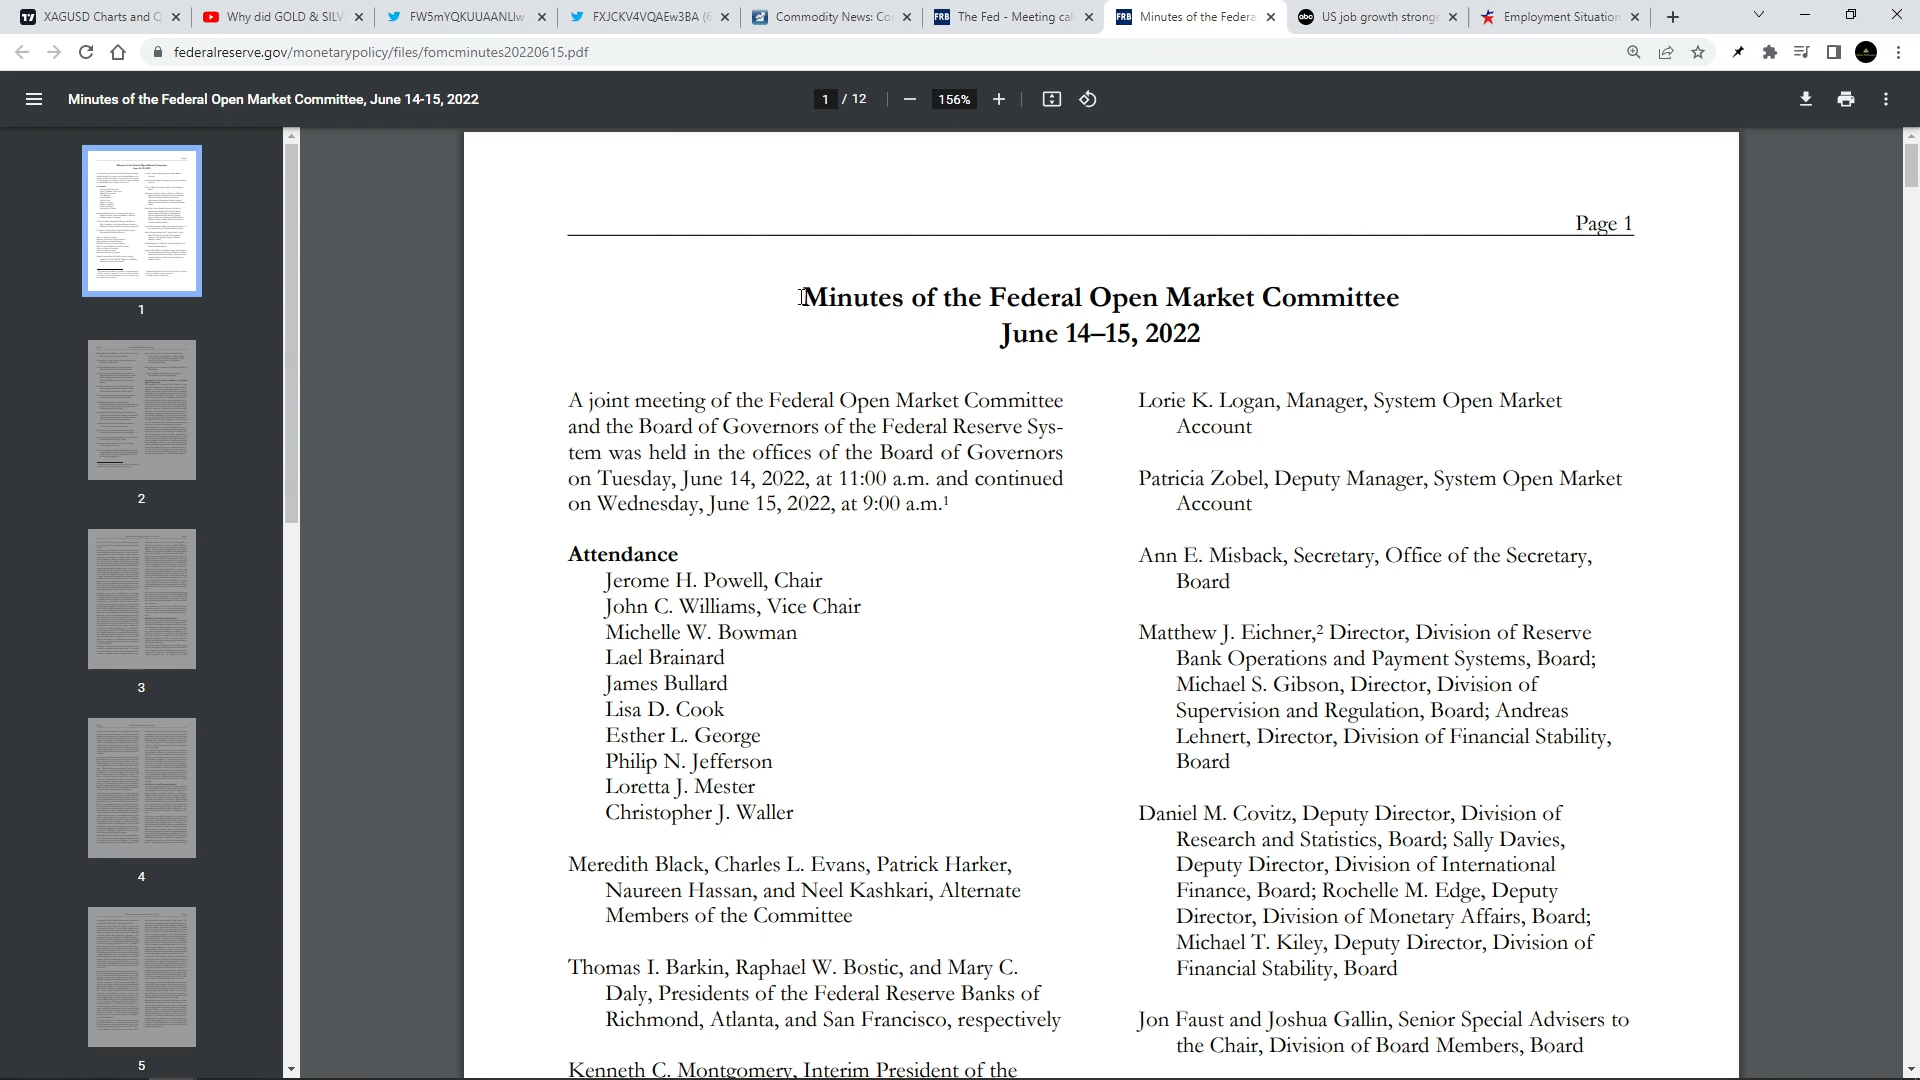 XAGUSD Charts and Q
Why did GOLD & SILV
FW5mYQKUUAANLlw
FXJCKV4VQAEw3BA (6
Commodity News: Co
FRB
The Fed - Meeting cal
FRB
Minutes of the Federa
abc
US job growth stronge
Employment Situation
federalreserve.gov/monetarypolicy/files/fomcminutes20220615.pdf
Minutes of the Federal Open Market Committee, June 14-15, 2022
1 / 12
156%
1
2
3
4
5
Page 1
Minutes of the Federal Open Market Committee
June 14–15, 2022
A joint meeting of the Federal Open Market Committee
and the Board of Governors of the Federal Reserve Sys-
tem was held in the offices of the Board of Governors
on Tuesday, June 14, 2022, at 11:00 a.m. and continued
on Wednesday, June 15, 2022, at 9:00 a.m.¹
Attendance
Jerome H. Powell, Chair
John C. Williams, Vice Chair
Michelle W. Bowman
Lael Brainard
James Bullard
Lisa D. Cook
Esther L. George
Philip N. Jefferson
Loretta J. Mester
Christopher J. Waller
Meredith Black, Charles L. Evans, Patrick Harker,
Naureen Hassan, and Neel Kashkari, Alternate
Members of the Committee
Thomas I. Barkin, Raphael W. Bostic, and Mary C.
Daly, Presidents of the Federal Reserve Banks of
Richmond, Atlanta, and San Francisco, respectively
Kenneth C. Montgomery, Interim President of the
Lorie K. Logan, Manager, System Open Market
Account
Patricia Zobel, Deputy Manager, System Open Market
Account
Ann E. Misback, Secretary, Office of the Secretary,
Board
Matthew J. Eichner,² Director, Division of Reserve
Bank Operations and Payment Systems, Board;
Michael S. Gibson, Director, Division of
Supervision and Regulation, Board; Andreas
Lehnert, Director, Division of Financial Stability,
Board
Daniel M. Covitz, Deputy Director, Division of
Research and Statistics, Board; Sally Davies,
Deputy Director, Division of International
Finance, Board; Rochelle M. Edge, Deputy
Director, Division of Monetary Affairs, Board;
Michael T. Kiley, Deputy Director, Division of
Financial Stability, Board
Jon Faust and Joshua Gallin, Senior Special Advisers to
the Chair, Division of Board Members, Board